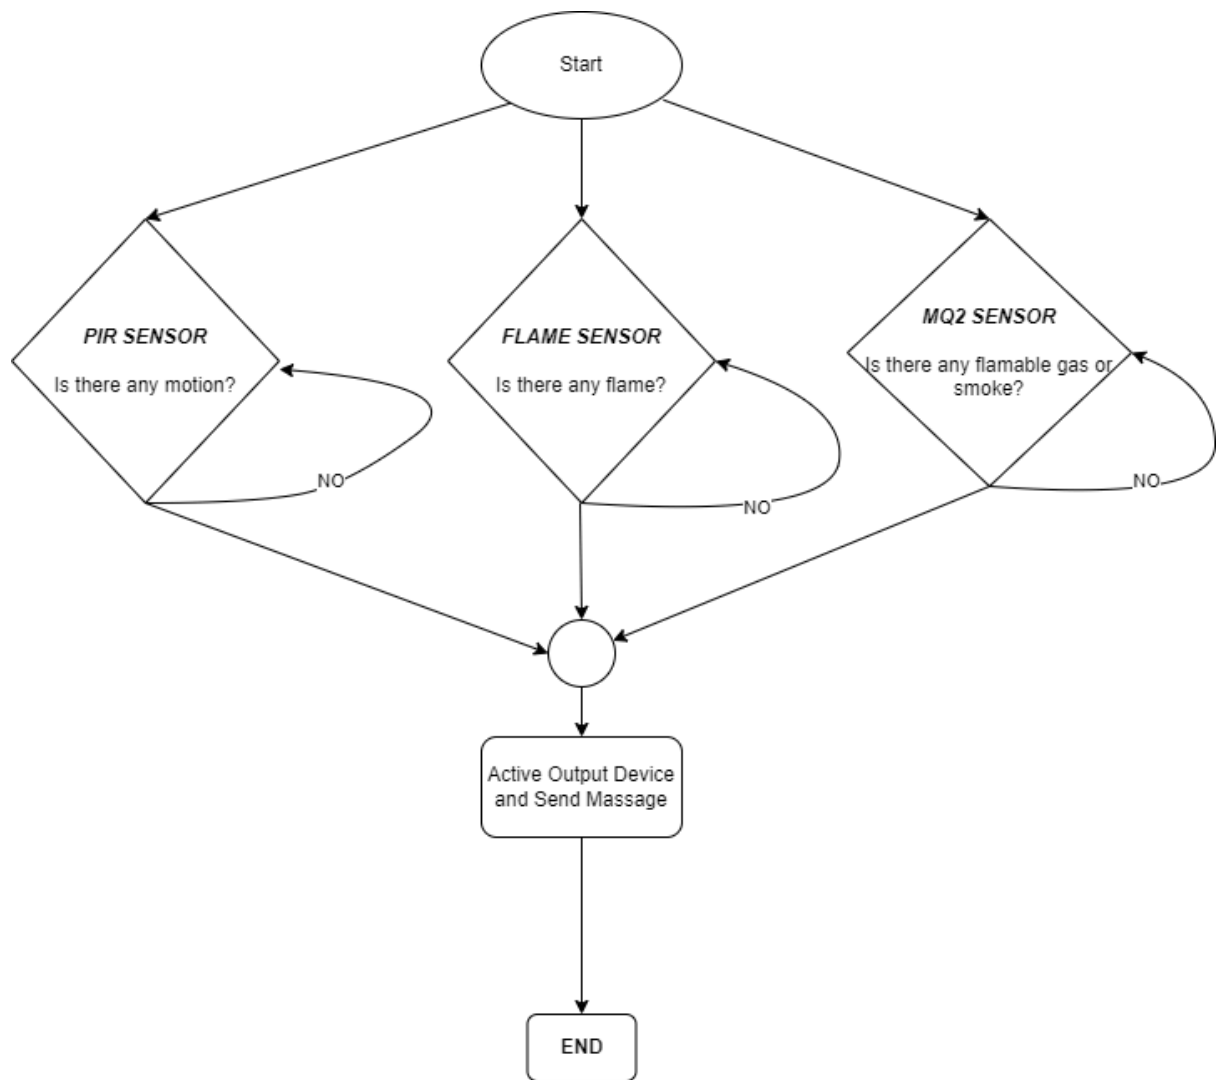 Start
PIR SENSOR
Is there any motion?
NO
FLAME SENSOR
Is there any flame?
NO
MQ2 SENSOR
Is there any flamable gas or
smoke?
NO
Active Output Device
and Send Massage
END